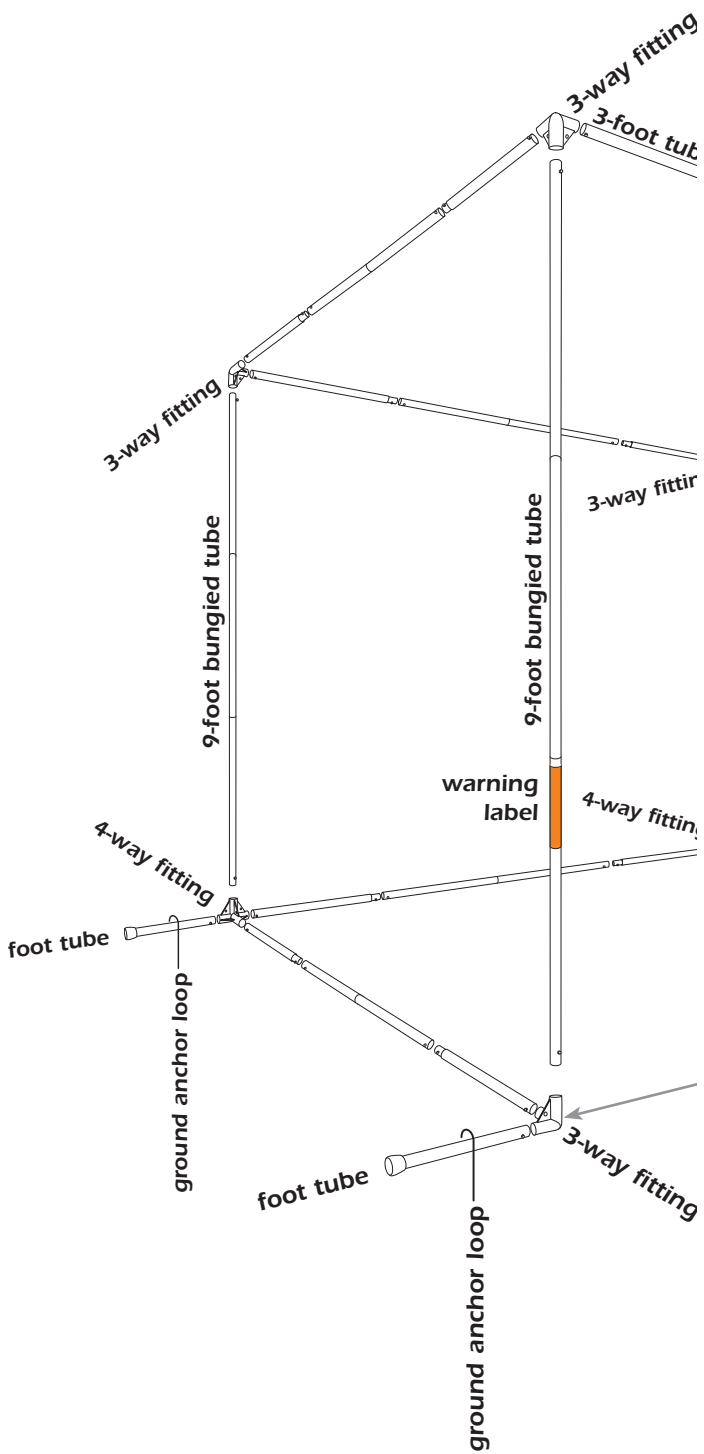 3-way fitting
3-foot tub
3-way fitting
3-way fittin
9-foot bungied tube
9-foot bungied tube
warning
label
4-way fitting
4-way fitting
foot tube
ground anchor loop
3-way fitting
foot tube
ground anchor loop